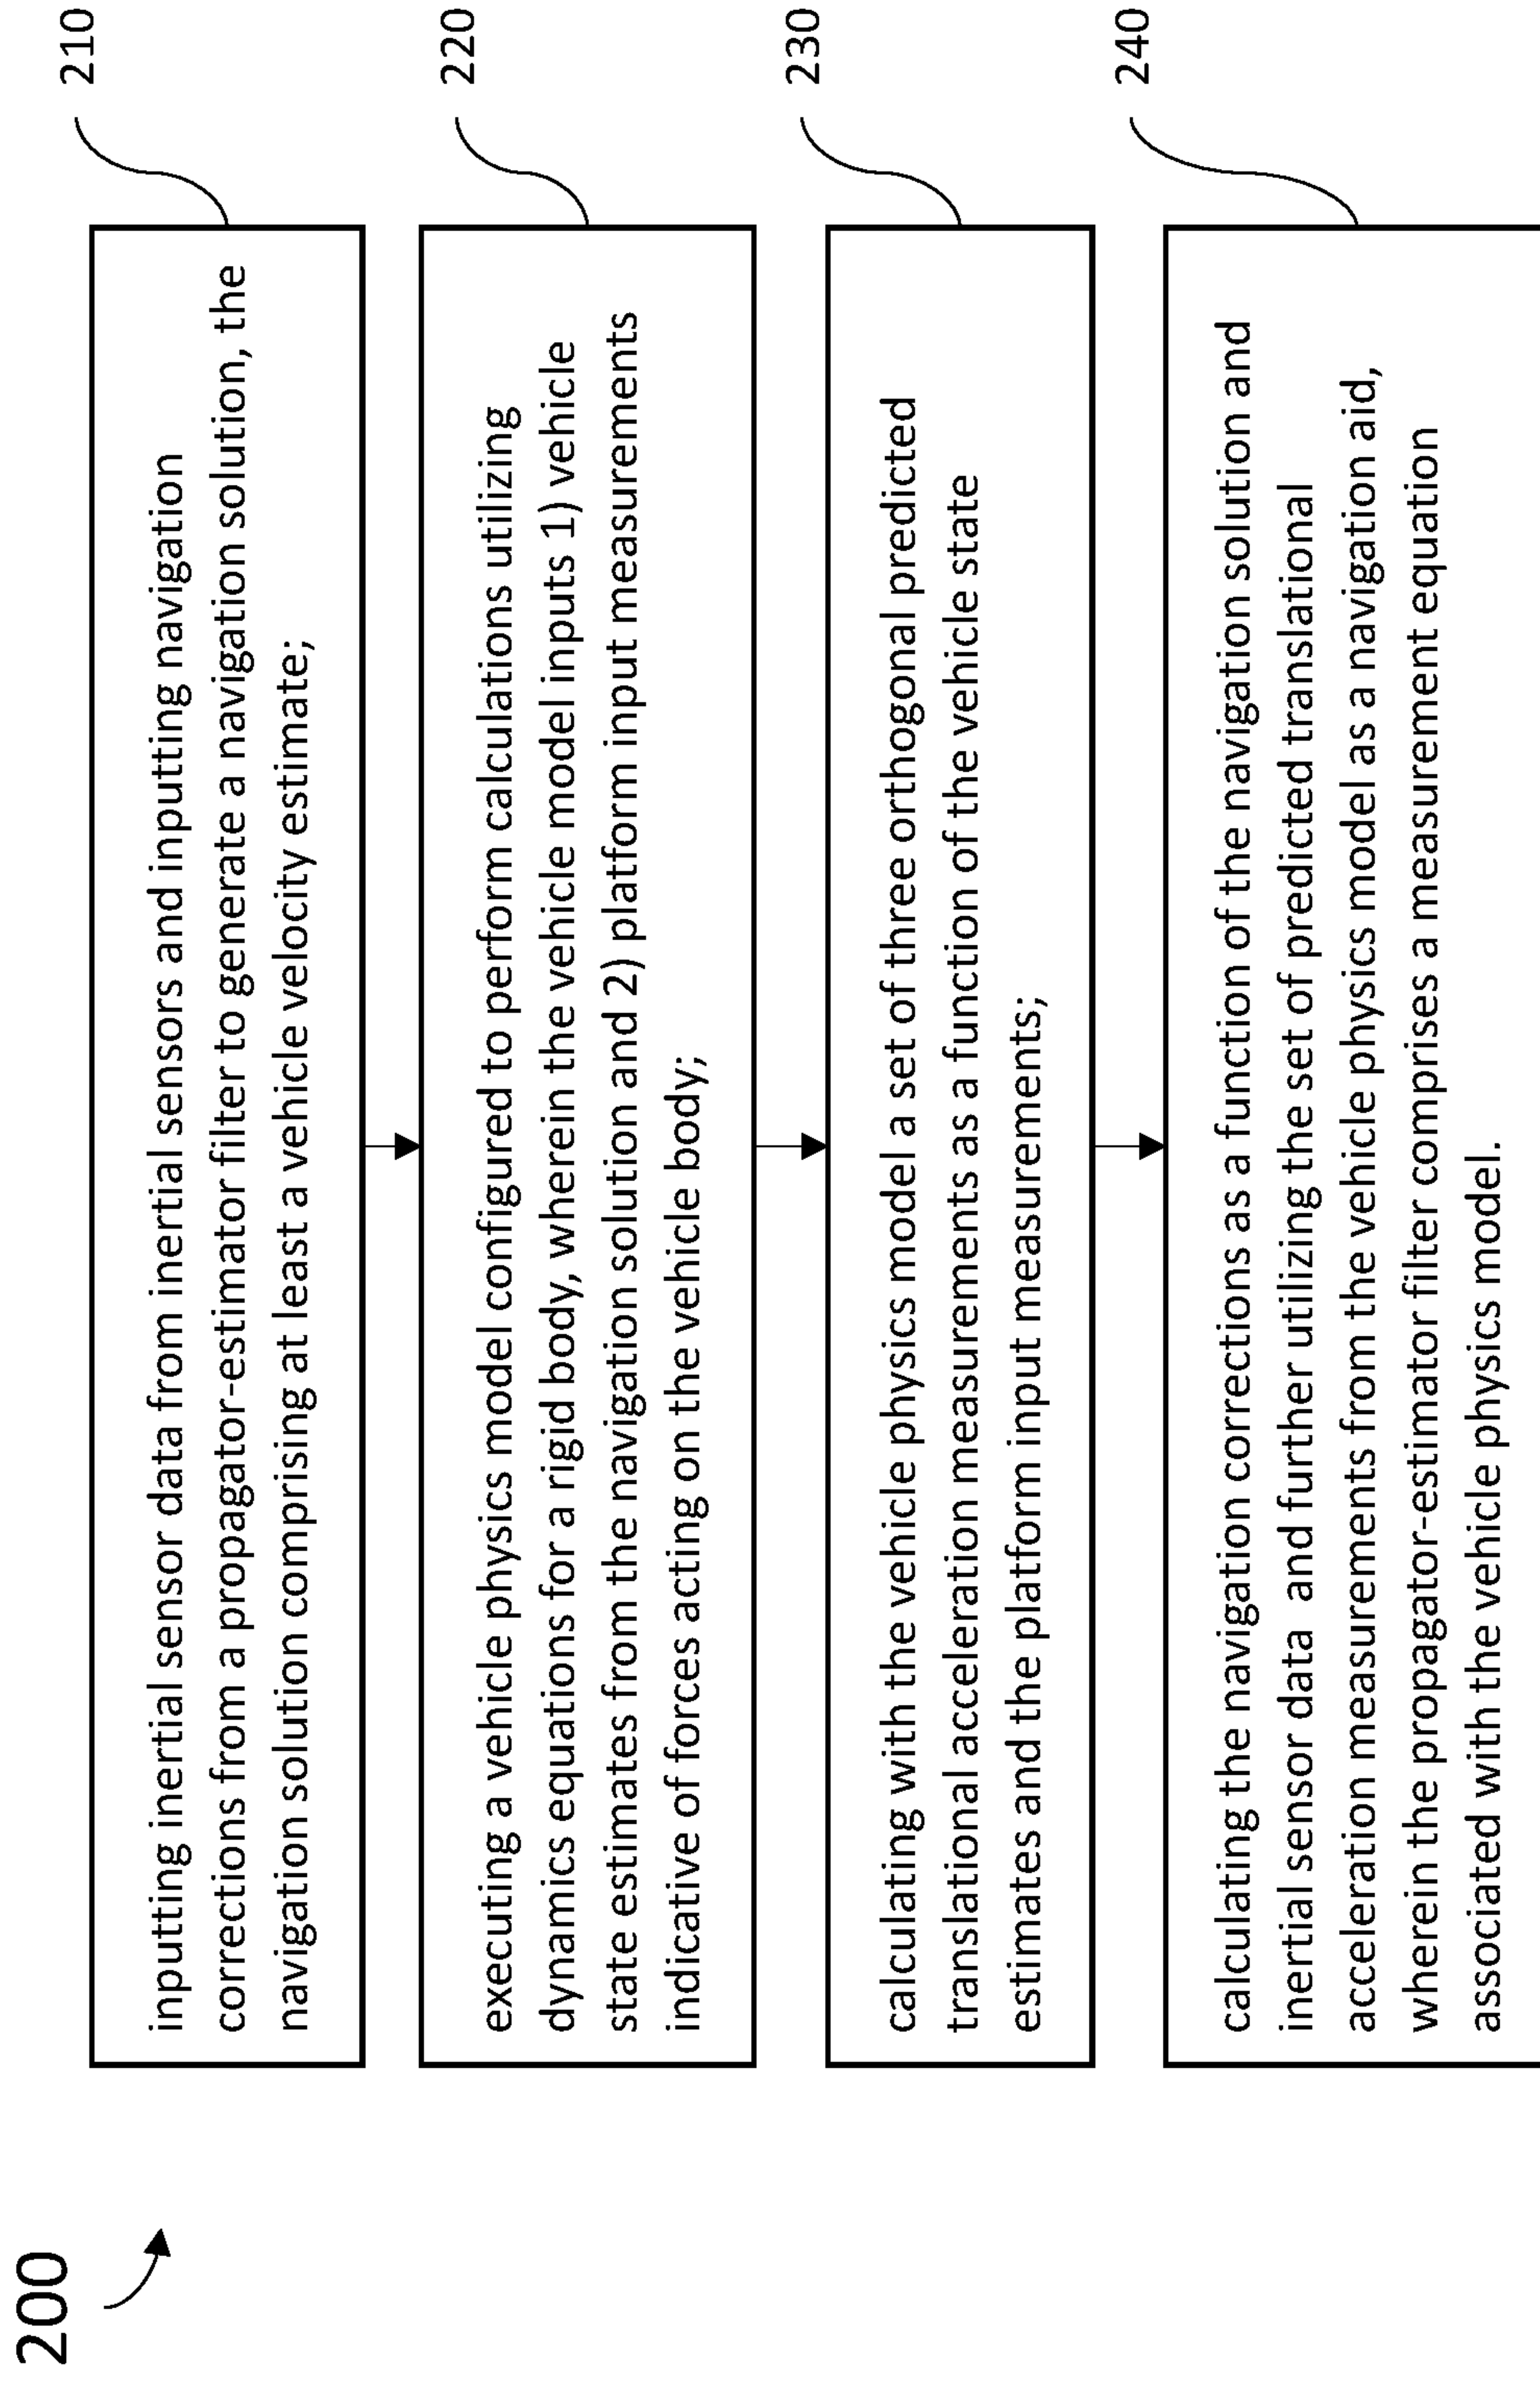 200
210
inputting inertial sensor data from inertial sensors and inputting navigation
corrections from a propagator-estimator filter to generate a navigation solution, the
navigation solution comprising at least a vehicle velocity estimate;
220
executing a vehicle physics model configured to perform calculations utilizing
dynamics equations for a rigid body, wherein the vehicle model inputs 1) vehicle
state estimates from the navigation solution and 2) platform input measurements
indicative of forces acting on the vehicle body;
230
calculating with the vehicle physics model a set of three orthogonal predicted
translational acceleration measurements as a function of the vehicle state
estimates and the platform input measurements;
240
calculating the navigation corrections as a function of the navigation solution and
inertial sensor data  and further utilizing the set of predicted translational
acceleration measurements from the vehicle physics model as a navigation aid,
wherein the propagator-estimator filter comprises a measurement equation
associated with the vehicle physics model.